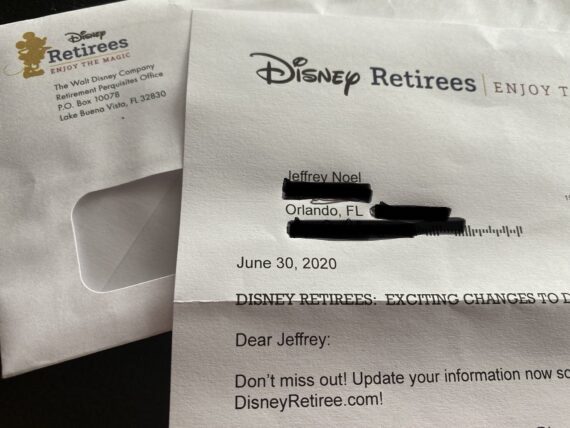 Disney
Retirees
ENJOY THE MAGIC
The Walt Disney Company
Retirement Perquisites Office
P.O. Box 10078
Lake Buena Vista, FL 32830
Disney Retirees | ENJOY T
Jeffrey Noel
Orlando, FL
June 30, 2020
DISNEY RETIREES: EXCITING CHANGES TO D
Dear Jeffrey:
Don't miss out! Update your information now so
DisneyRetiree.com!